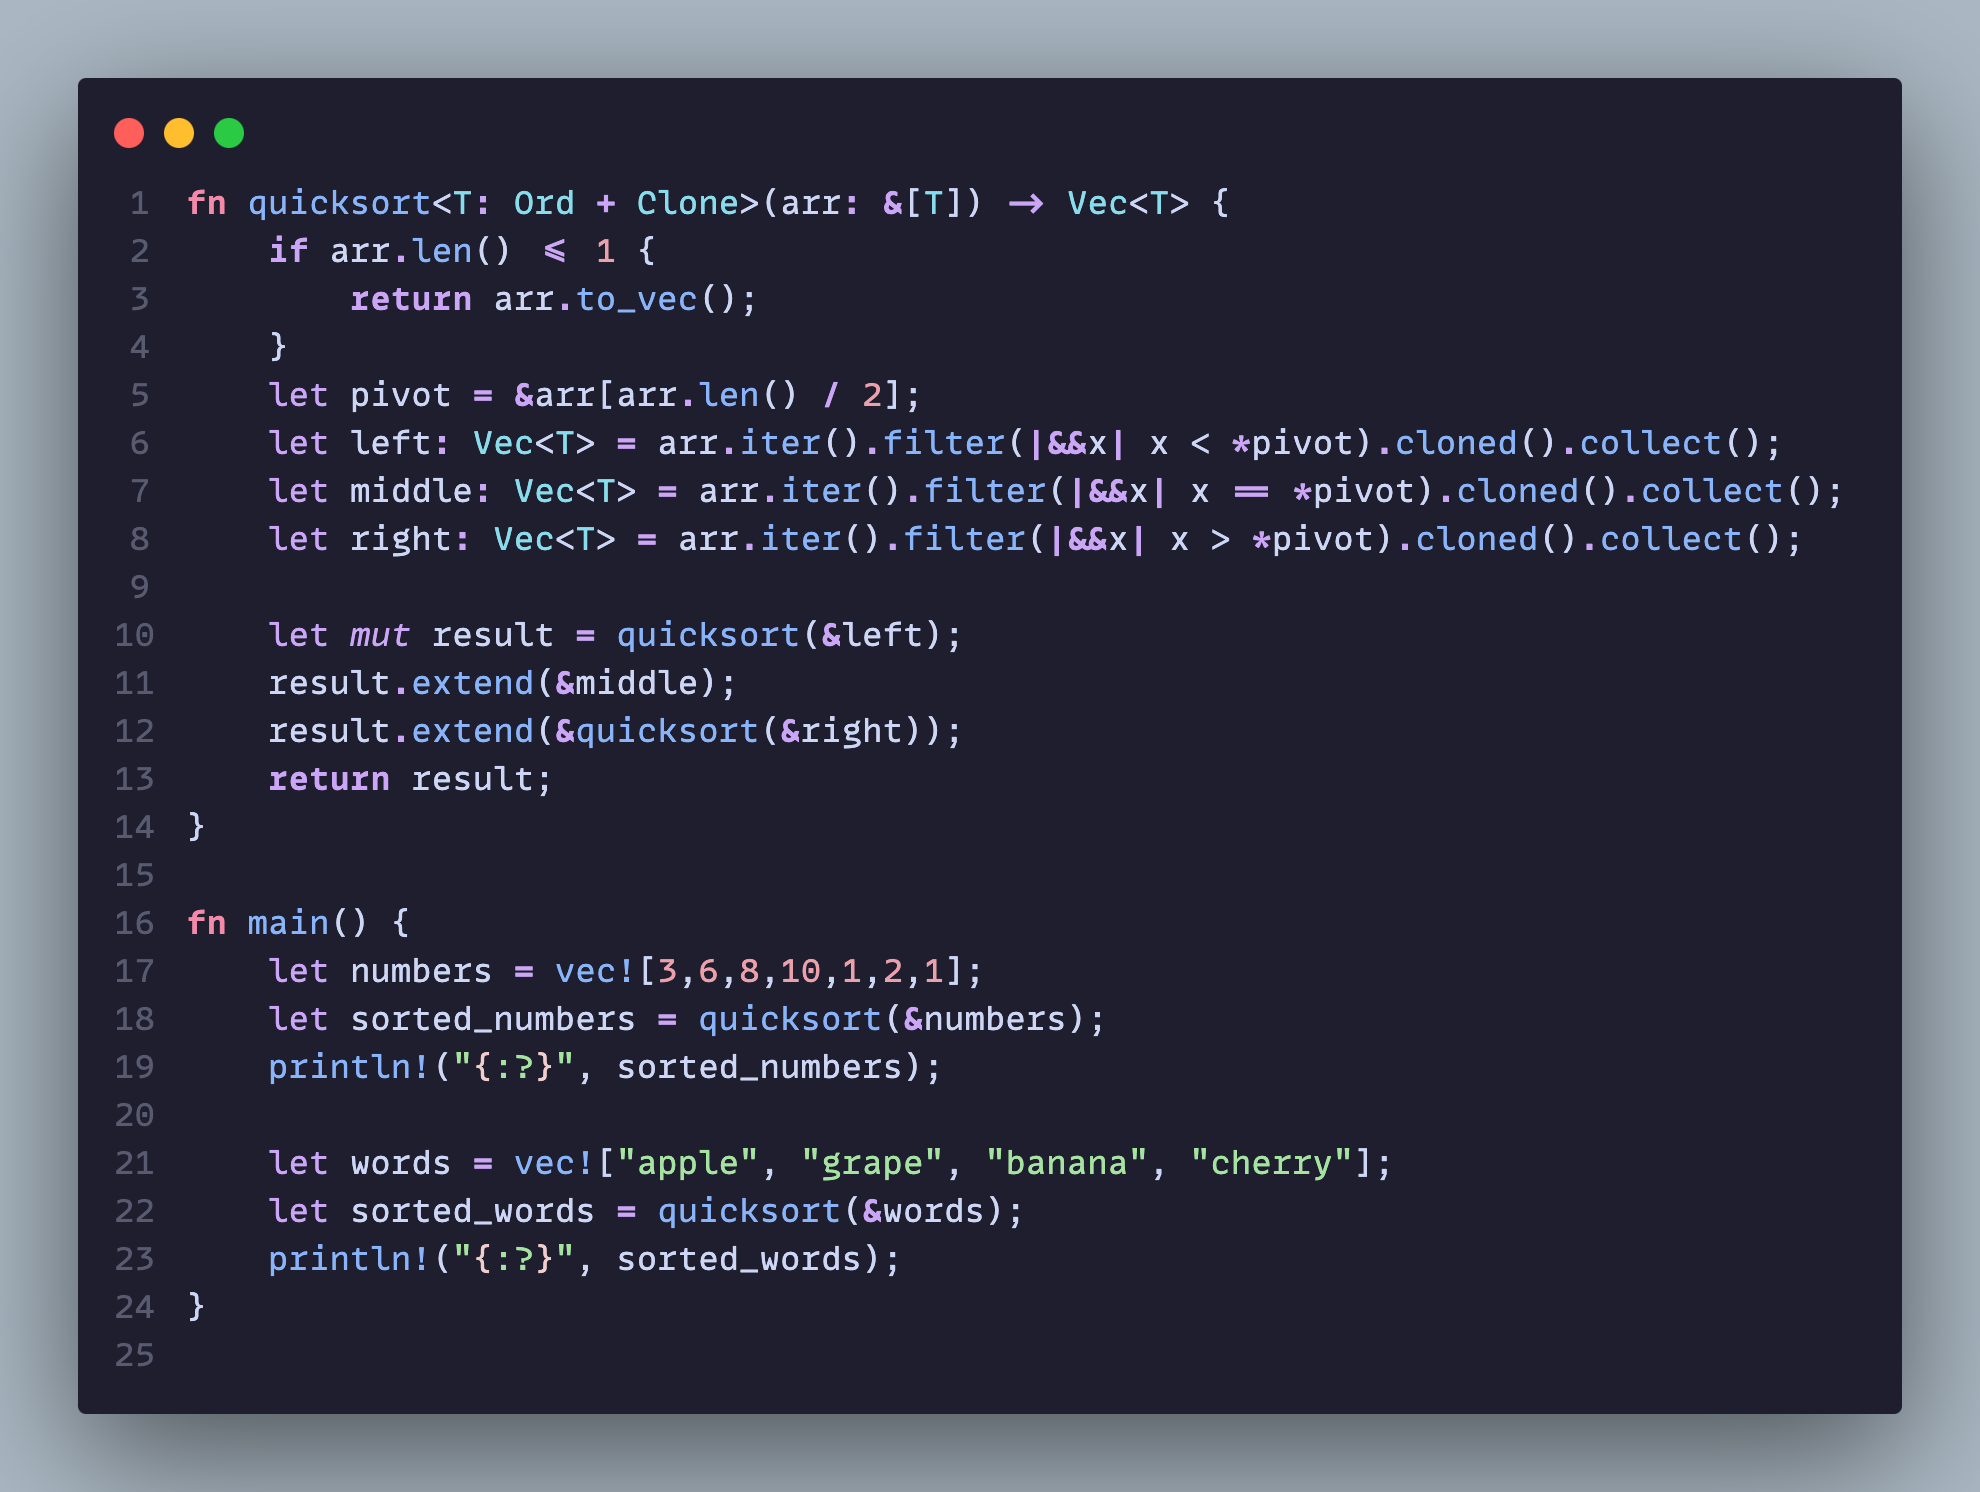 1 fn quicksort<T: Ord + Clone>(arr: &[T]) -> Vec<T> {
2     if arr.len() <= 1 {
3         return arr.to_vec();
4     }
5     let pivot = &arr[arr.len() / 2];
6     let left: Vec<T> = arr.iter().filter(|&&x| x < *pivot).cloned().collect();
7     let middle: Vec<T> = arr.iter().filter(|&&x| x == *pivot).cloned().collect();
8     let right: Vec<T> = arr.iter().filter(|&&x| x > *pivot).cloned().collect();
9
10     let mut result = quicksort(&left);
11     result.extend(&middle);
12     result.extend(&quicksort(&right));
13     return result;
14 }
15
16 fn main() {
17     let numbers = vec![3,6,8,10,1,2,1];
18     let sorted_numbers = quicksort(&numbers);
19     println!("{:?}", sorted_numbers);
20
21     let words = vec!["apple", "grape", "banana", "cherry"];
22     let sorted_words = quicksort(&words);
23     println!("{:?}", sorted_words);
24 }
25